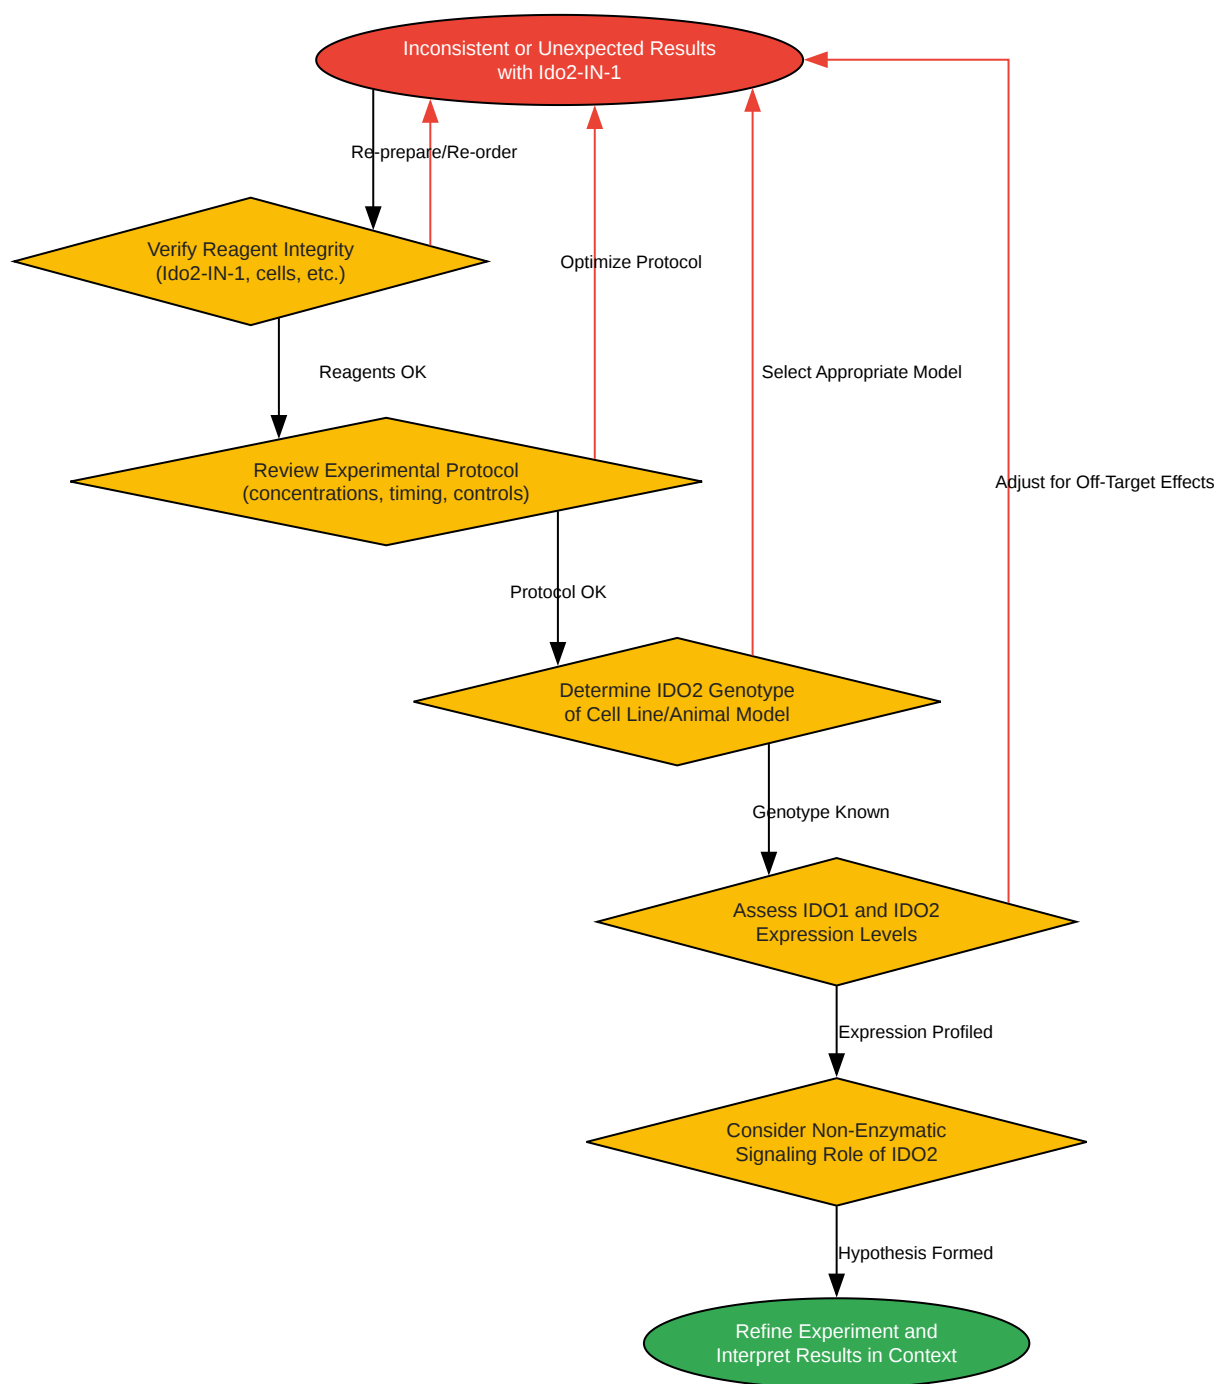 Inconsistent or Unexpected Results
with Ido2-IN-1
Re-prepare/Re-order
Verify Reagent Integrity
(Ido2-IN-1, cells, etc.)
Optimize Protocol
Reagents OK
Select Appropriate Model
Review Experimental Protocol
(concentrations, timing, controls)
Adjust for Off-Target Effects
Protocol OK
Determine IDO2 Genotype
of Cell Line/Animal Model
Genotype Known
Assess IDO1 and IDO2
Expression Levels
Expression Profiled
Consider Non-Enzymatic
Signaling Role of IDO2
Hypothesis Formed
Refine Experiment and
Interpret Results in Context